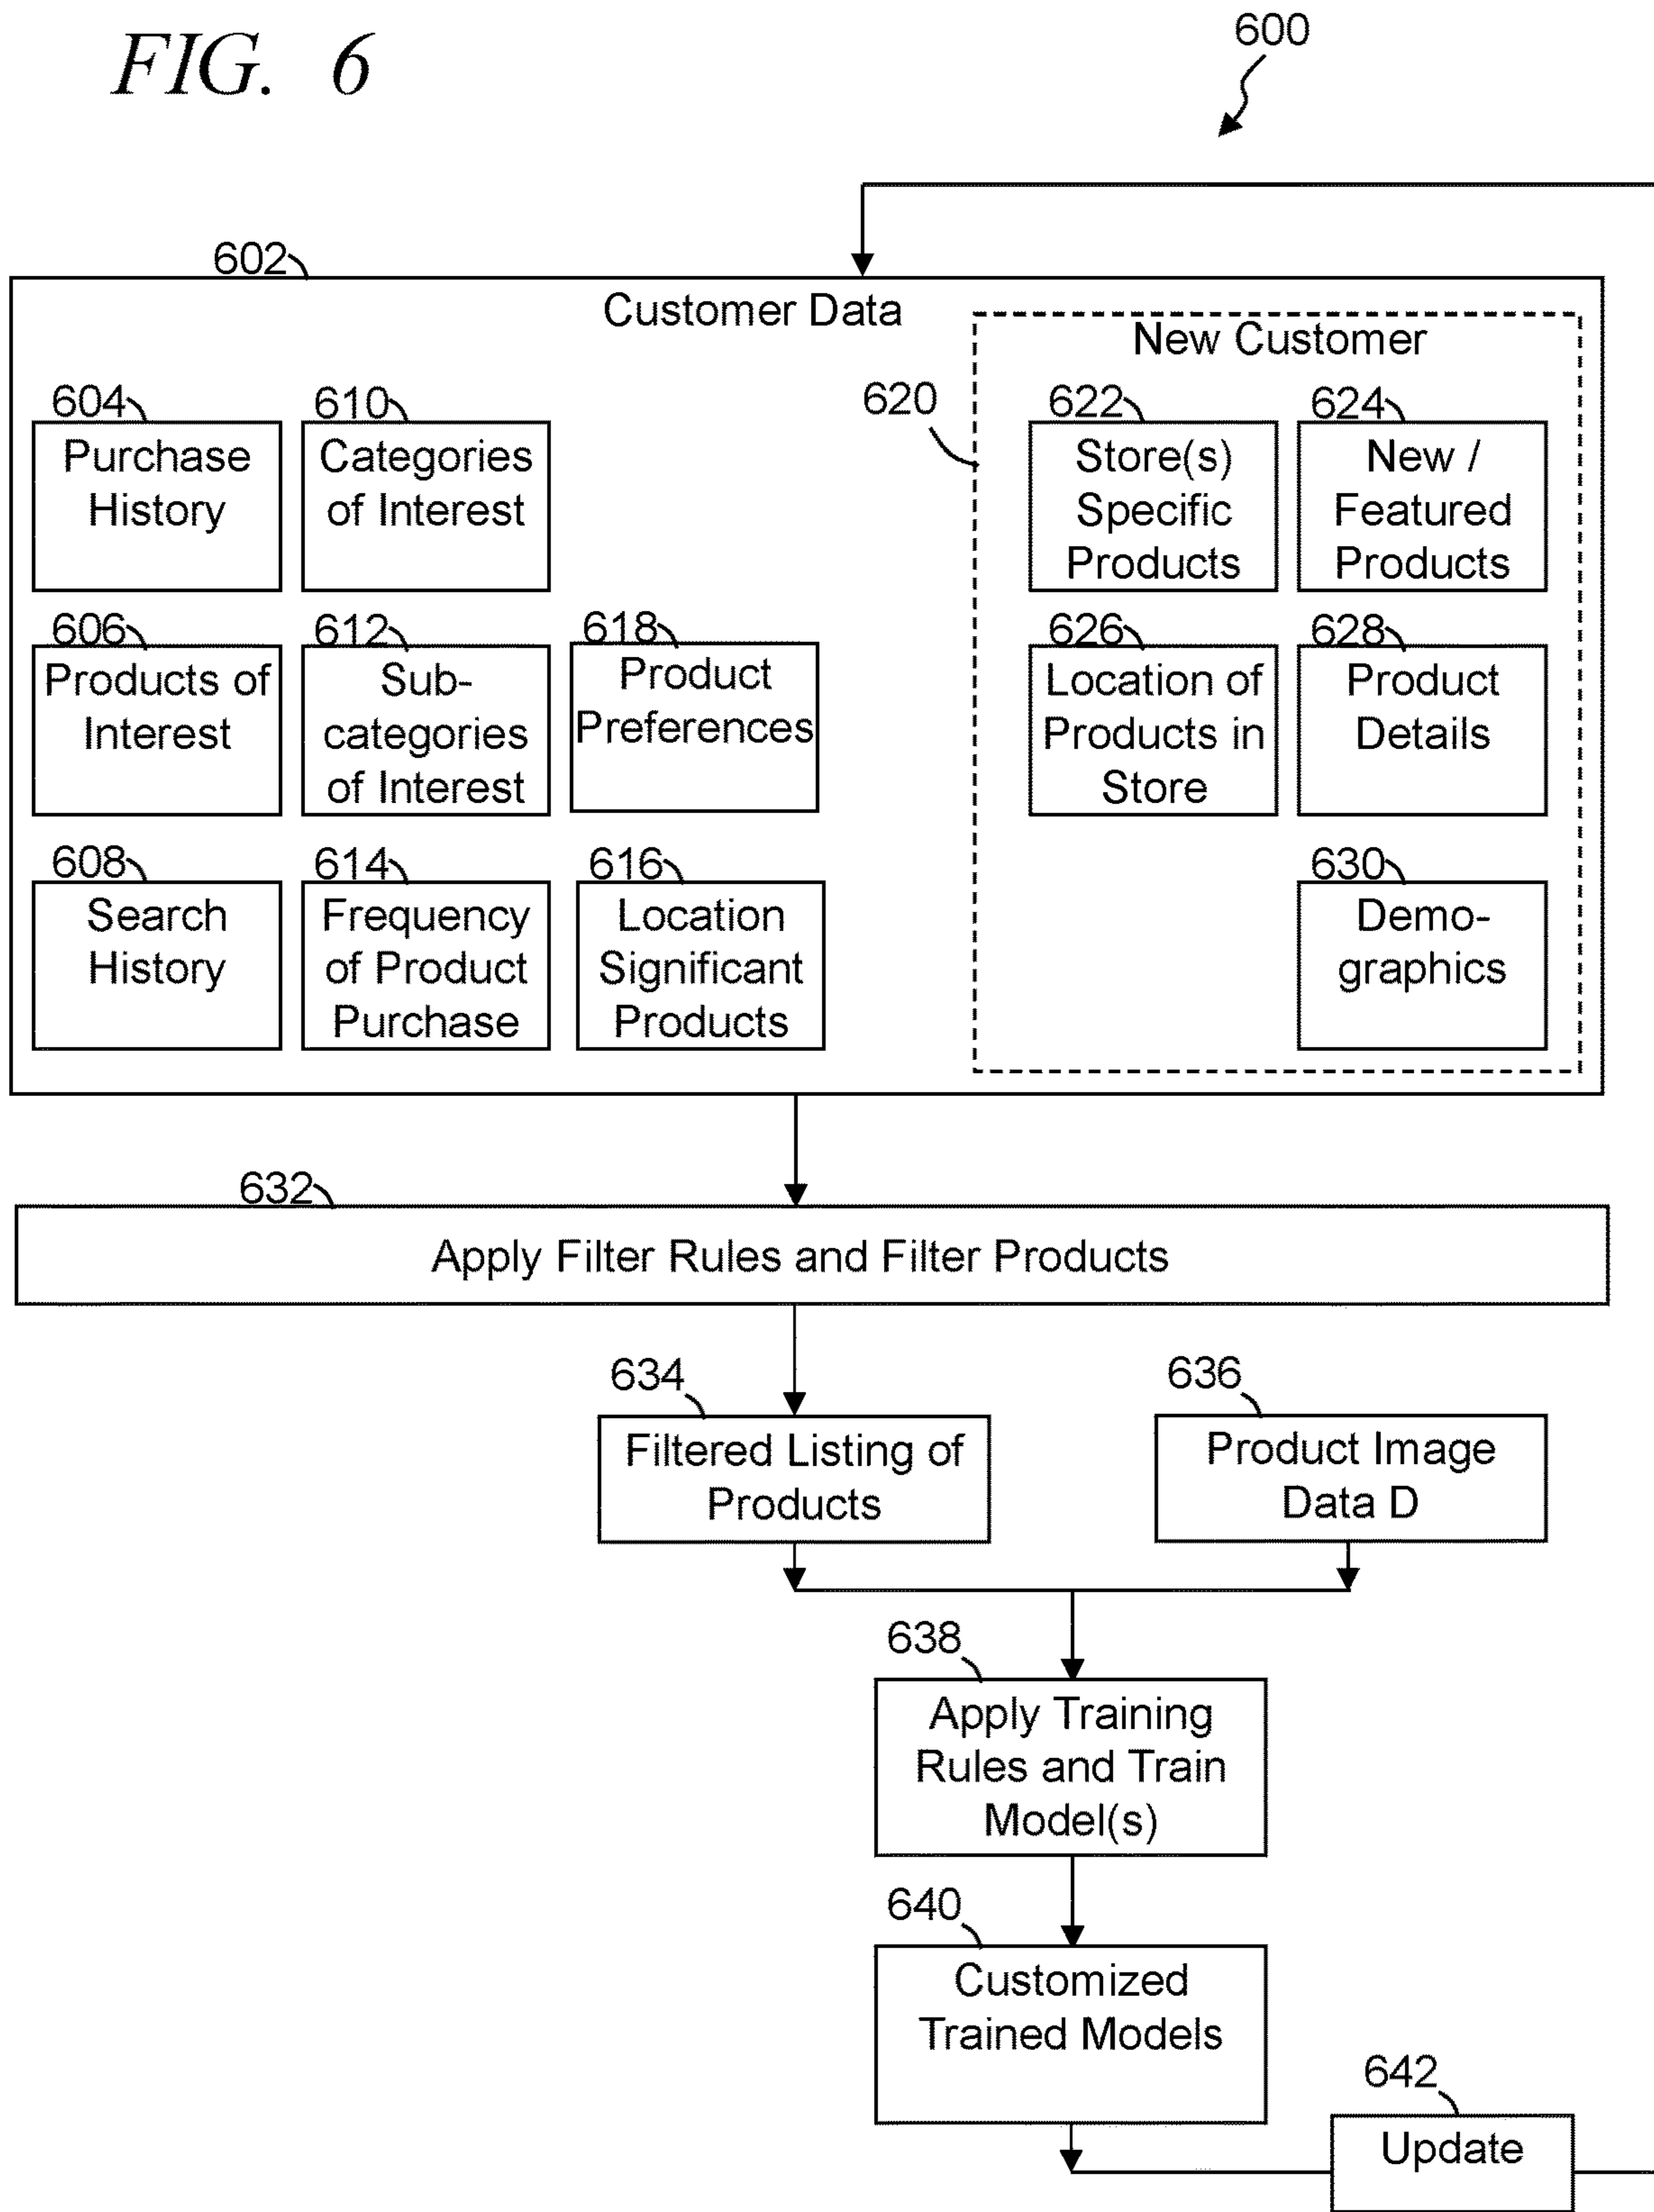 FIG. 6
600
602
Customer Data
New Customer
604
Purchase
History
610
Categories
of Interest
620
622
Store(s)
Specific
Products
624
New /
Featured
Products
606
Products of
Interest
612
Sub-
categories
of Interest
618
Product
Preferences
626
Location of
Products in
Store
628
Product
Details
608
Search
History
614
Frequency
of Product
Purchase
616
Location
Significant
Products
630
Demo-
graphics
632
Apply Filter Rules and Filter Products
634
Filtered Listing of
Products
636
Product Image
Data D
638
Apply Training
Rules and Train
Model(s)
640
Customized
Trained Models
642
Update